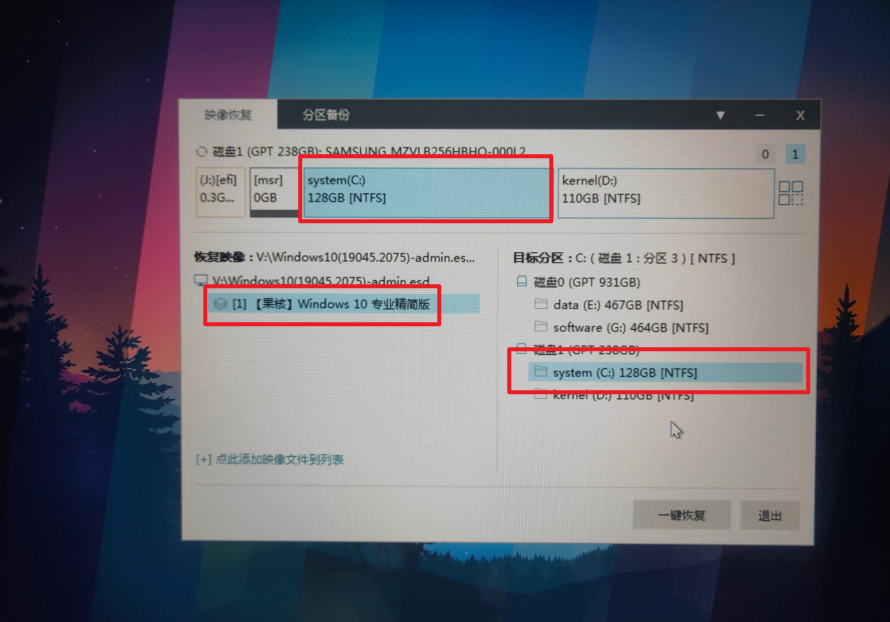 映像恢复
分区备份
磁盘1 (GPT 238GB): SAMSUNG MZVLB256HBHQ-000L2
0
1
(J:)[efi]
0.3G...
[msr]
0GB
system(C:)
128GB [NTFS]
kernel(D:)
110GB [NTFS]
恢复映像：V:\Windows10(19045.2075)-admin.es...
V:\Windows10(19045.2075)-admin.esd
[1] 【果核】Windows 10 专业精简版
[+] 点此添加映像文件到列表
目标分区：C: ( 磁盘 1 : 分区 3 ) [ NTFS ]
磁盘0 (GPT 931GB)
data (E:) 467GB [NTFS]
software (G:) 464GB [NTFS]
磁盘1 (GPT 238GB)
system (C:) 128GB [NTFS]
kernel (D:) 110GB [NTFS]
一键恢复
退出